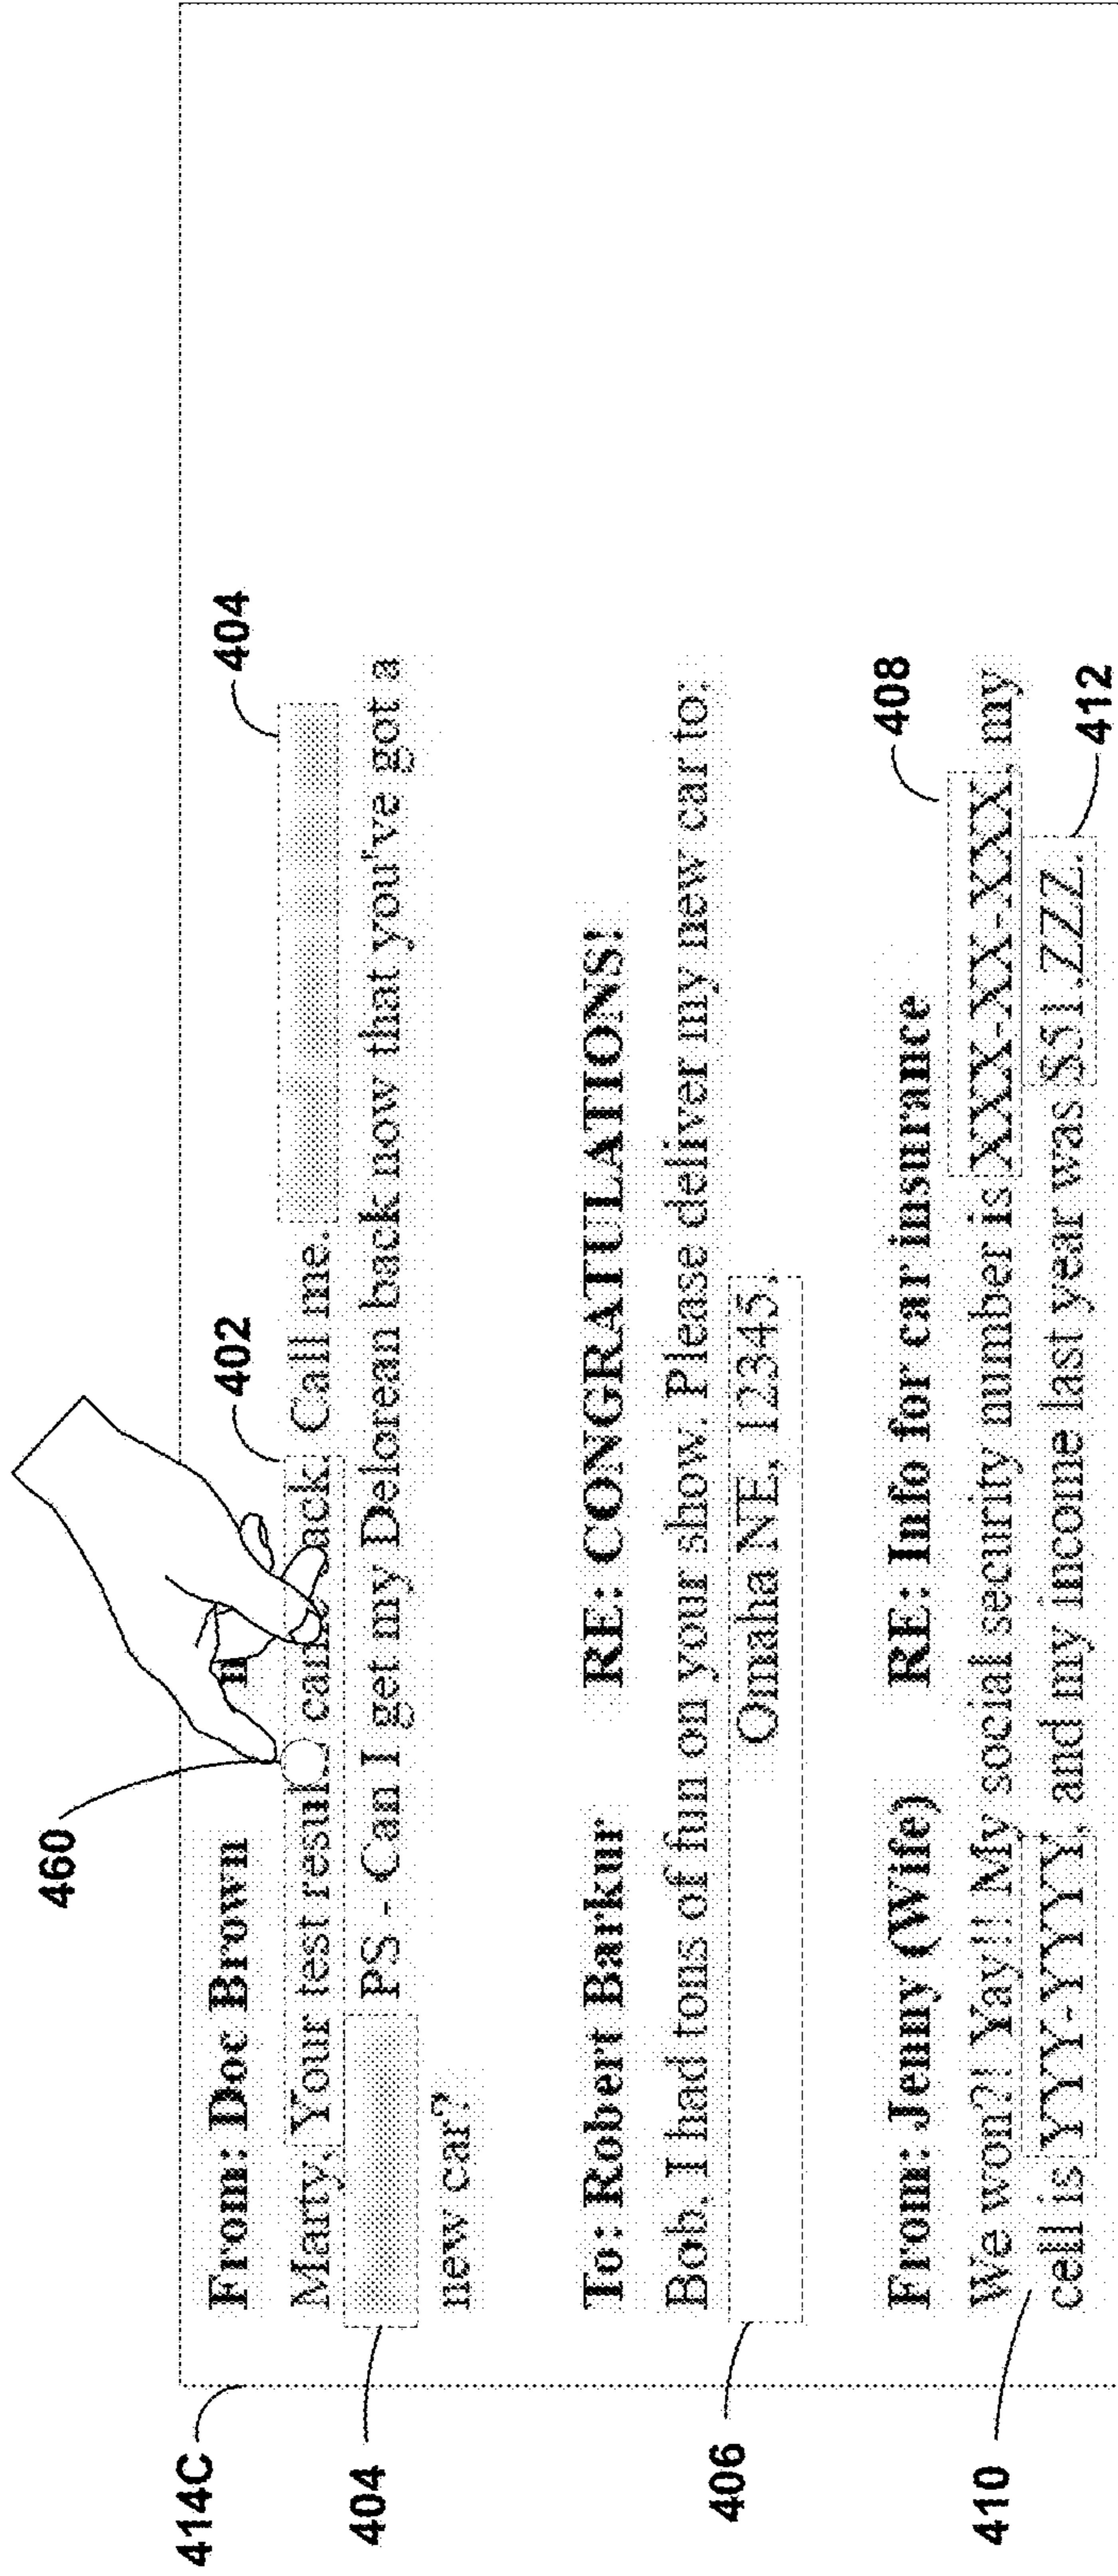 460
414C
From: Doc Brown
402
404
Marty, Your test resul came back. Call me.
404
PS - Can I get my Delorean back now that you've got a
new car?
To: Robert Barkur RE: CONGRATULATIONS!
Bob, I had tons of fun on your show. Please deliver my new car to:
406
Omaha NE, 12345.
From: Jenny (Wife) RE: Info for car insurance
408
We won?! Yay!! My social security number is XXX-XX-XXX, my
410
cell is YYY-YYYY, and my income last year was
412